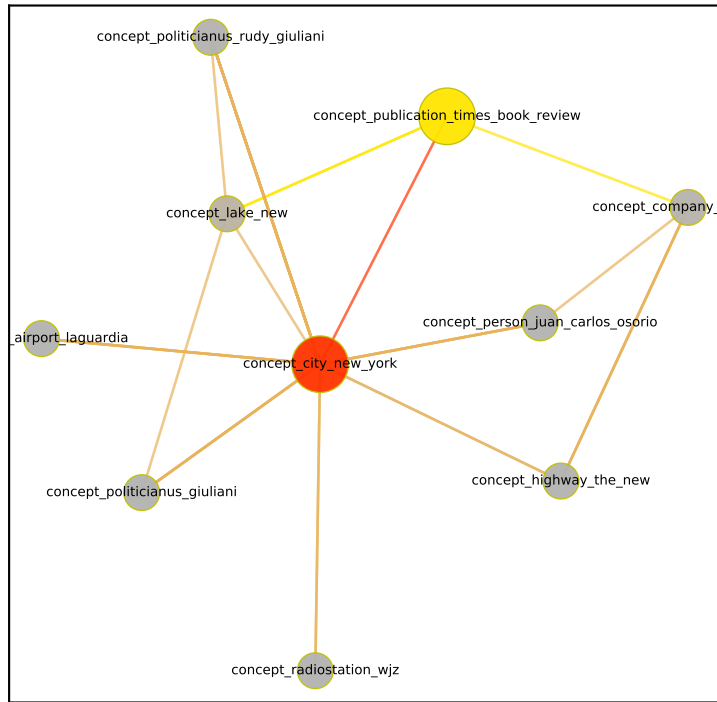 concept_politicianus_rudy_giuliani
concept_publication_times_book_review
concept_lake_new
concept_company_
concept_person_juan_carlos_osorio
_airport_laguardia
concept_city_new_york
concept_highway_the_new
concept_politicianus_giuliani
concept_radiostation_wjz